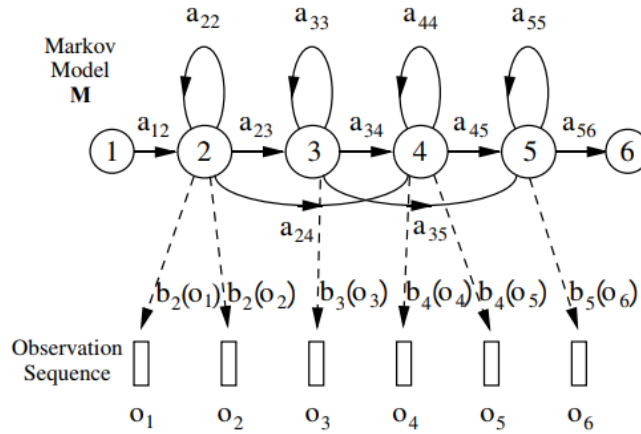 a₂₂ a₃₃ a₄₄ a₅₅
Markov
Model
M
a₁₂ a₂₃ a₃₄ a₄₅ a₅₆
1 2 3 4 5 6
a₂₄ a₃₅
b₂(o₁) b₂(o₂) b₃(o₃) b₄(o₄) b₄(o₅) b₅(o₆)
Observation
Sequence
o₁ o₂ o₃ o₄ o₅ o₆